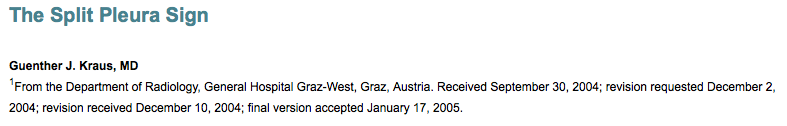 The Split Pleura Sign
Guenther J. Kraus, MD
1From the Department of Radiology, General Hospital Graz-West, Graz, Austria. Received September 30, 2004; revision requested December 2,
2004; revision received December 10, 2004; final version accepted January 17, 2005.